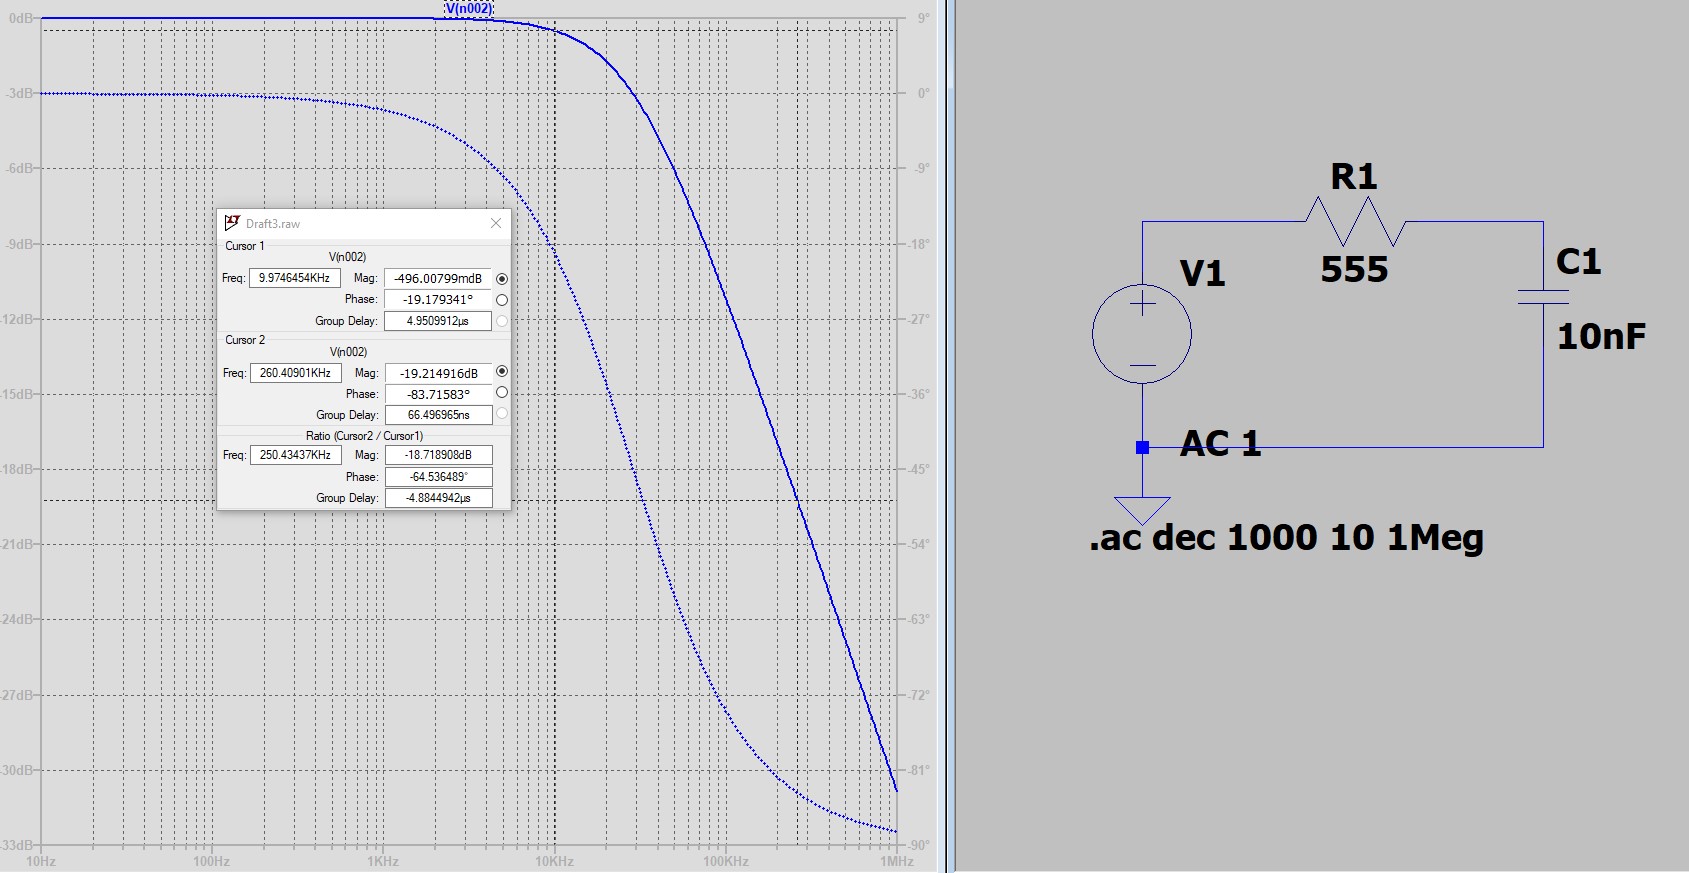 V(n002)
0dB
-3dB
-6dB
-9dB
12dB
15dB
18dB
21dB
24dB
27dB
30dB
33dB
9°
0°
-9°
-18°
-27°
-36°
-45°
-54°
-63°
-72°
-81°
-90°
10Hz
100Hz
1KHz
10KHz
100KHz
1MHz
Draft3.raw
Cursor 1
V(n002)
Freq: 9.9746454KHz Mag: -496.00799mdB
Phase: -19.179341°
Group Delay: 4.9509912µs
Cursor 2
V(n002)
Freq: 260.40901KHz Mag: -19.214916dB
Phase: -83.71583°
Group Delay: 66.496965ns
Ratio (Cursor2 / Cursor1)
Freq: 250.43437KHz Mag: -18.718908dB
Phase: -64.536489°
Group Delay: -4.8844942µs
R1
555
V1
C1
10nF
AC 1
.ac dec 1000 10 1Meg